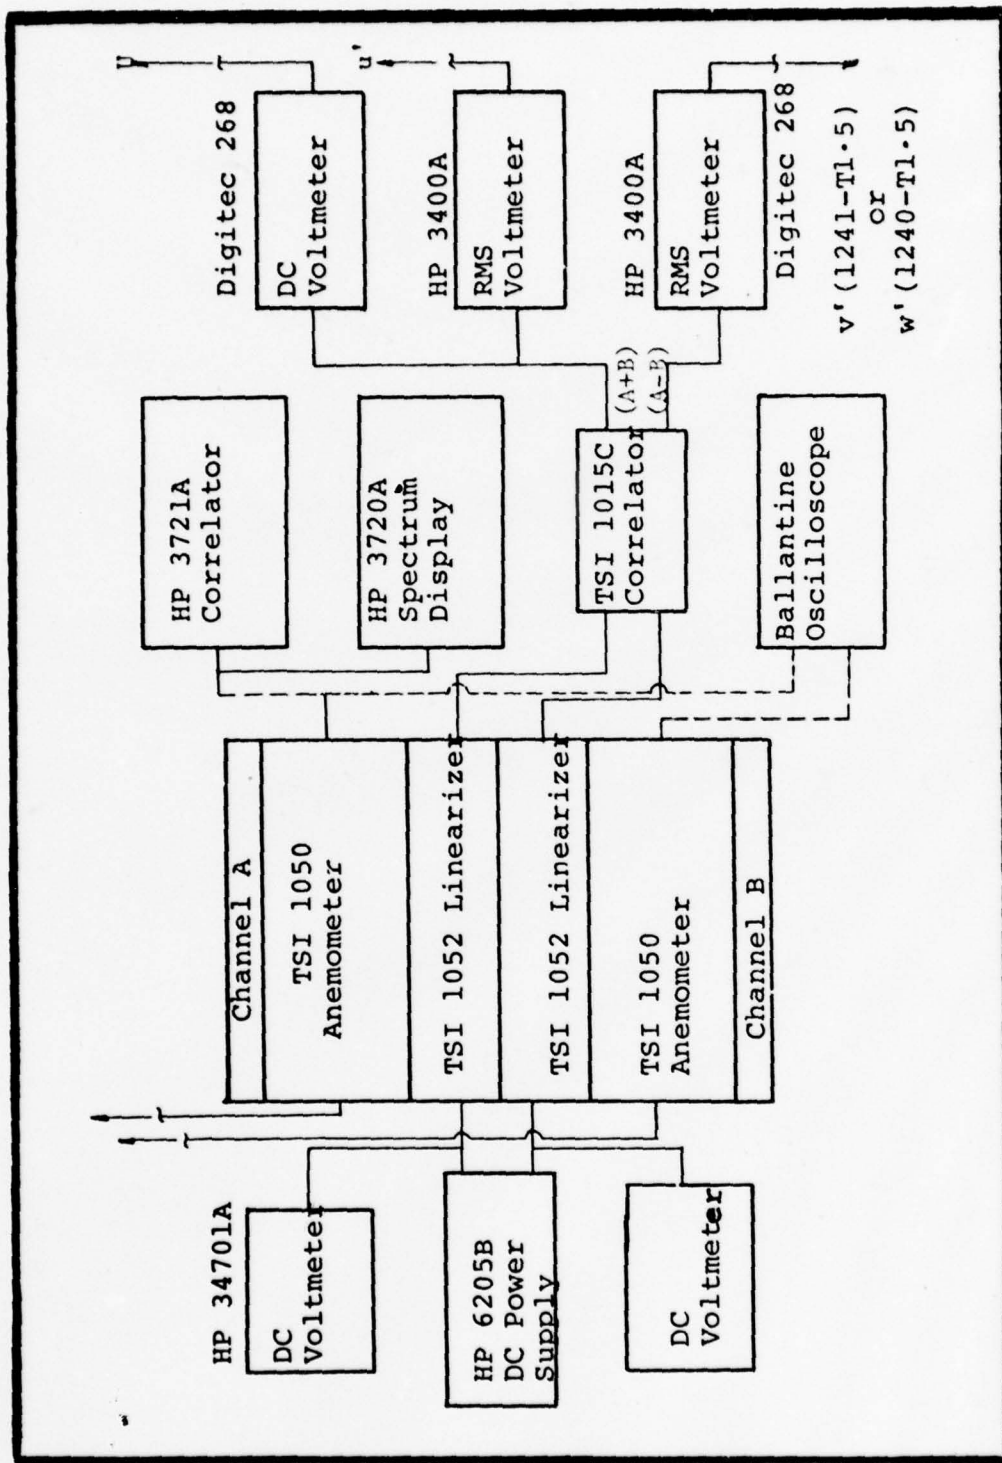 HP 34701A
DC
Voltmeter
HP 6205B
DC Power
Supply
DC
Voltmeter
Channel A
TSI 1050
Anemometer
TSI 1052 Linearizer
TSI 1052 Linearizer
TSI 1050
Anemometer
Channel B
HP 3721A
Correlator
HP 3720A
Spectrum
Display
TSI 1015C
Correlator
(A+B)
(A-B)
Ballantine
Oscilloscope
Digitec 268
DC
Voltmeter
U
HP 3400A
RMS
Voltmeter
u'
HP 3400A
RMS
Voltmeter
Digitec 268
v'(1241-T1.5)
or
w'(1240-T1.5)